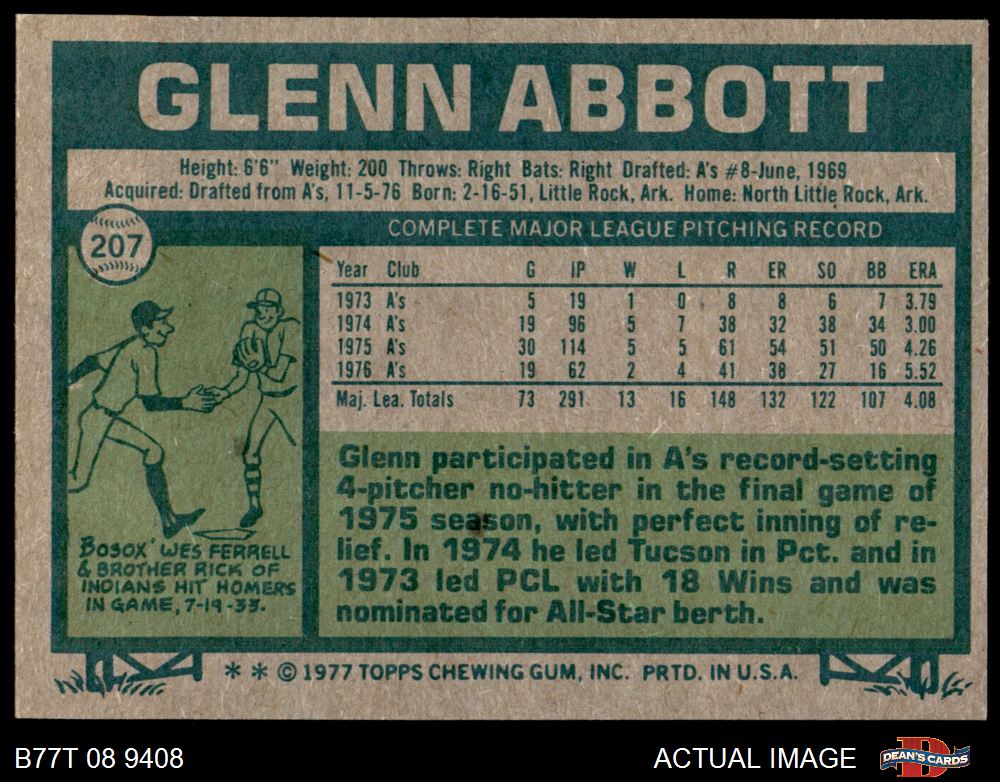 GLENN ABBOTT
Height: 6'6" Weight: 200 Throws: Right Bats: Right Drafted: A's #8-June, 1969
Acquired: Drafted from A's, 11-5-76 Born: 2-16-51, Little Rock, Ark. Home: North Little Rock, Ark.
207
COMPLETE MAJOR LEAGUE PITCHING RECORD
Year Club G IP W L R ER SO BB ERA
1973 A's 5 19 1 0 8 8 6 7 3.79
1974 A's 19 96 5 7 38 32 38 34 3.00
1975 A's 30 114 5 5 61 54 51 50 4.26
1976 A's 19 62 2 4 41 38 27 16 5.52
Maj. Lea. Totals 73 291 13 16 148 132 122 107 4.08
BOSOX' WES FERRELL
& BROTHER RICK OF
INDIANS HIT HOMERS
IN GAME, 7-19-33.
Glenn participated in A's record-setting
4-pitcher no-hitter in the final game of
1975 season, with perfect inning of re-
lief. In 1974 he led Tucson in Pct. and in
1973 led PCL with 18 Wins and was
nominated for All-Star berth.
* * © 1977 TOPPS CHEWING GUM, INC. PRTD. IN U.S.A.
B77T 08 9408
ACTUAL IMAGE
DEAN'S CARDS